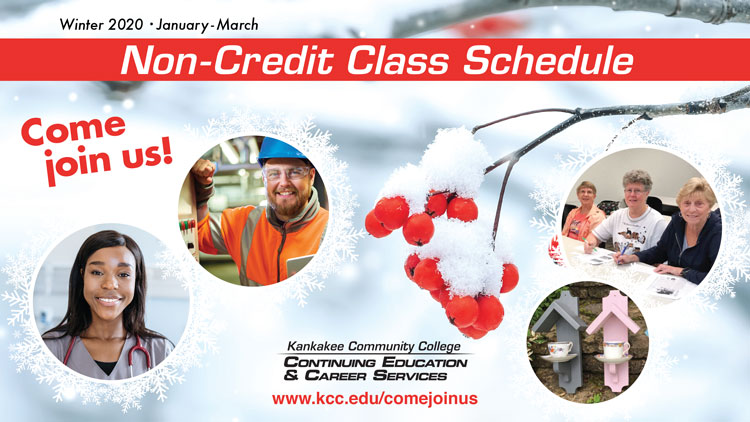 Winter 2020 • January-March
Non-Credit Class Schedule
Come
join us!
Kankakee Community College
CONTINUING EDUCATION
& CAREER SERVICES
www.kcc.edu/comejoinus